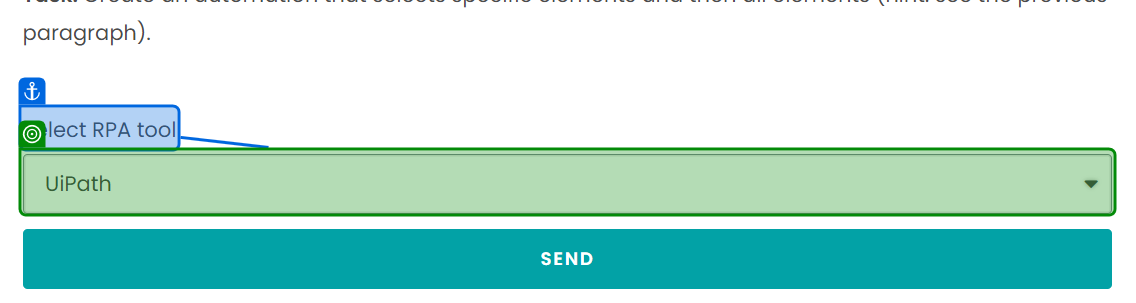 Task: Create an automation that selects specific elements and then all elements (hint: see the previous
paragraph).
elect RPA tool
UiPath
SEND